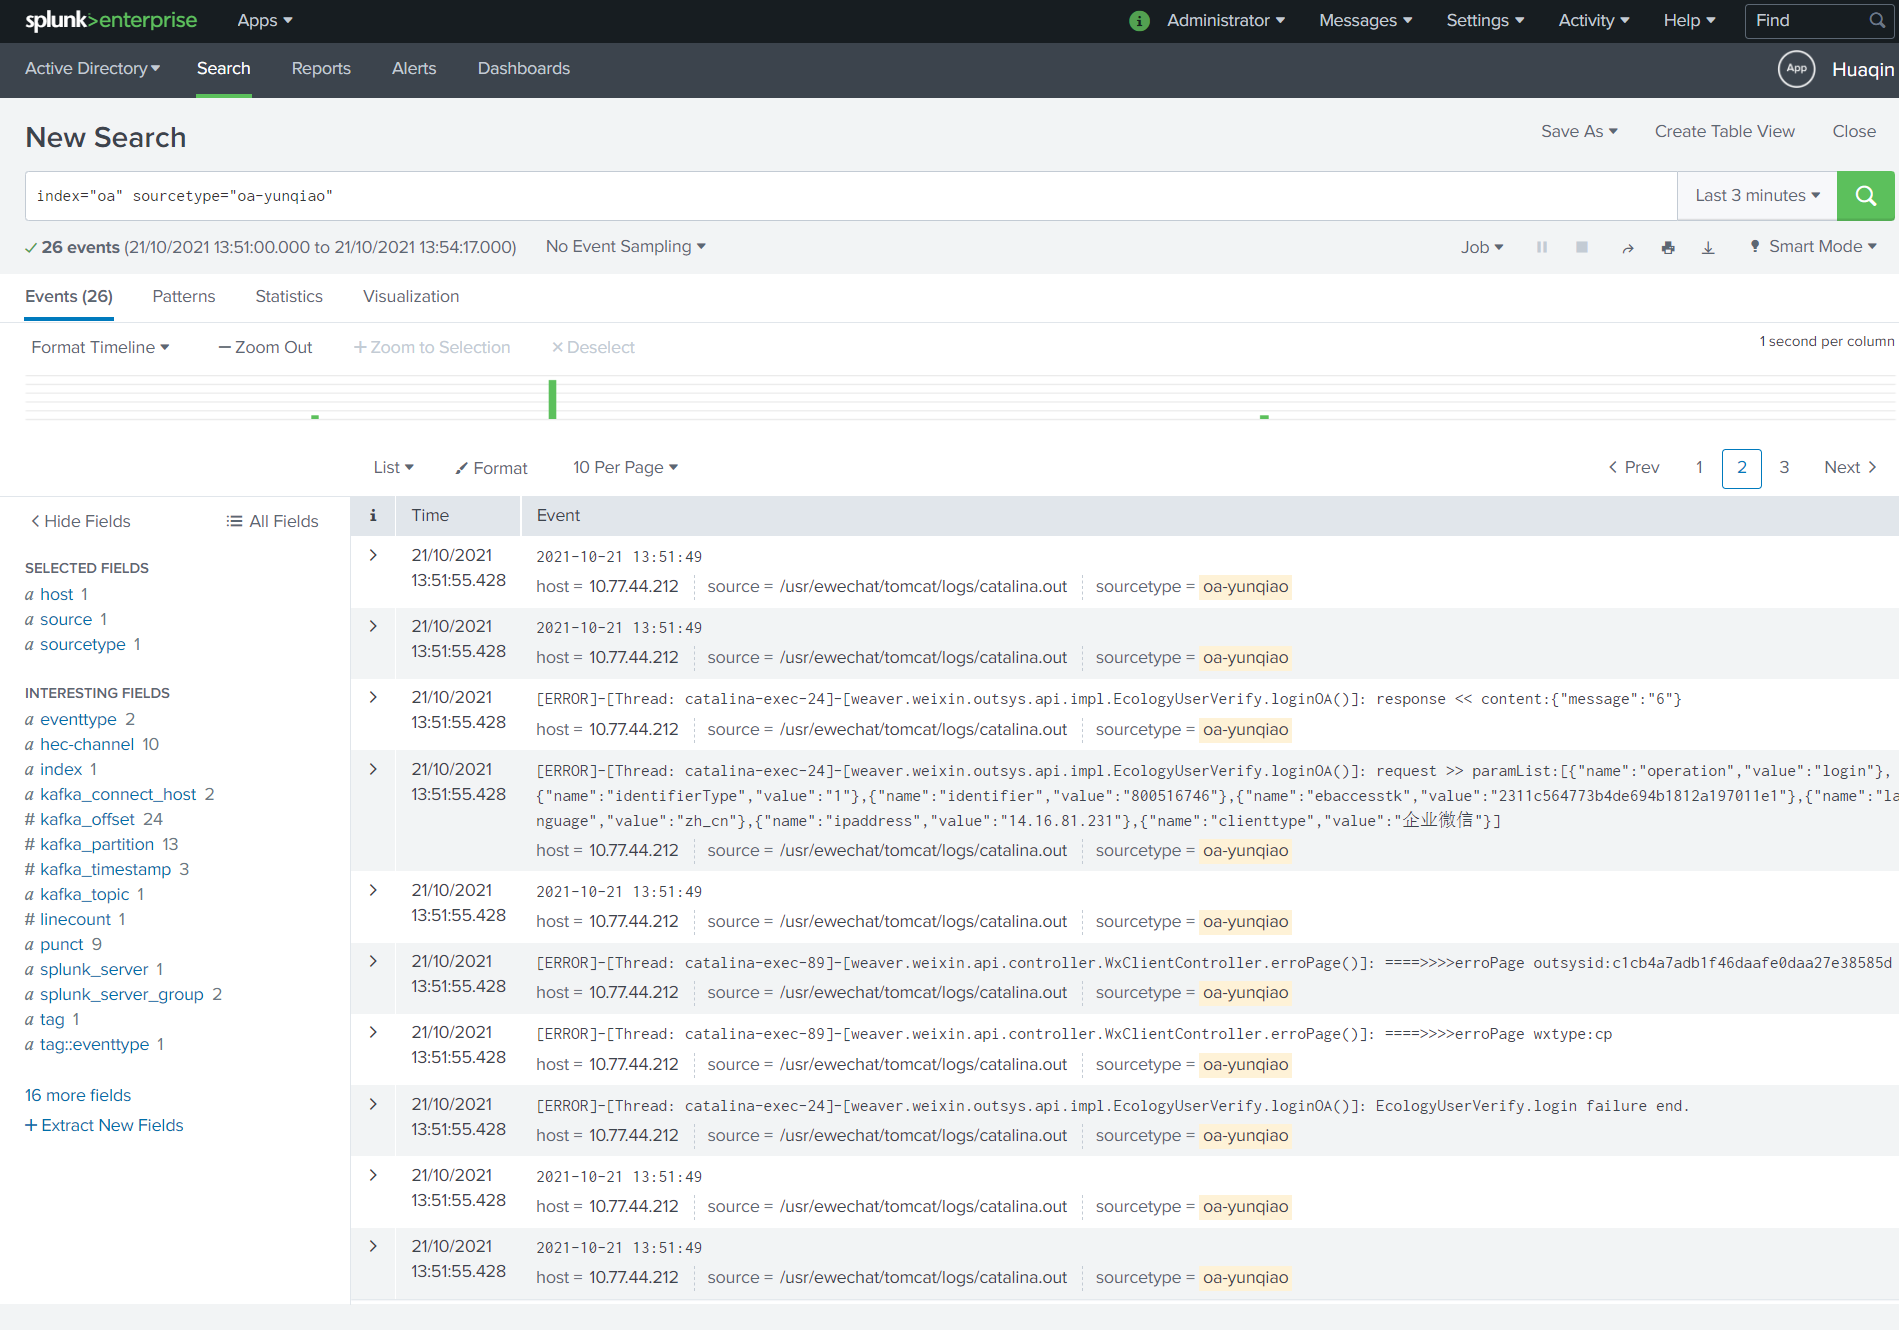 splunk>enterprise Apps Administrator Messages Settings Activity Help Find
Active Directory Search Reports Alerts Dashboards App Huaqin
New Search Save As Create Table View Close
index="oa" sourcetype="oa-yunqiao" Last 3 minutes
26 events (21/10/2021 13:51:00.000 to 21/10/2021 13:54:17.000) No Event Sampling Job Smart Mode
Events (26) Patterns Statistics Visualization
Format Timeline Zoom Out + Zoom to Selection × Deselect 1 second per column
List Format 10 Per Page < Prev 1 2 3 Next >
< Hide Fields All Fields
SELECTED FIELDS
a host 1
a source 1
a sourcetype 1
INTERESTING FIELDS
a eventtype 2
a hec-channel 10
a index 1
a kafka_connect_host 2
# kafka_offset 24
# kafka_partition 13
# kafka_timestamp 3
a kafka_topic 1
# linecount 1
a punct 9
a splunk_server 1
a splunk_server_group 2
a tag 1
a tag::eventtype 1
16 more fields
+ Extract New Fields
i Time Event
> 21/10/2021 2021-10-21 13:51:49
13:51:55.428 host = 10.77.44.212 source = /usr/ewechat/tomcat/logs/catalina.out sourcetype = oa-yunqiao
> 21/10/2021 2021-10-21 13:51:49
13:51:55.428 host = 10.77.44.212 source = /usr/ewechat/tomcat/logs/catalina.out sourcetype = oa-yunqiao
> 21/10/2021 [ERROR]-[Thread: catalina-exec-24]-[weaver.weixin.outsys.api.impl.EcologyUserVerify.loginOA()]: response << content:{"message":"6"}
13:51:55.428 host = 10.77.44.212 source = /usr/ewechat/tomcat/logs/catalina.out sourcetype = oa-yunqiao
> 21/10/2021 [ERROR]-[Thread: catalina-exec-24]-[weaver.weixin.outsys.api.impl.EcologyUserVerify.loginOA()]: request >> paramList:[{"name":"operation","value":"login"},
13:51:55.428 {"name":"identifierType","value":"1"},{"name":"identifier","value":"800516746"},{"name":"ebaccesstk","value":"2311c564773b4de694b1812a197011e1"},{"name":"la
nguage","value":"zh_cn"},{"name":"ipaddress","value":"14.16.81.231"},{"name":"clienttype","value":"企业微信"}]
host = 10.77.44.212 source = /usr/ewechat/tomcat/logs/catalina.out sourcetype = oa-yunqiao
> 21/10/2021 2021-10-21 13:51:49
13:51:55.428 host = 10.77.44.212 source = /usr/ewechat/tomcat/logs/catalina.out sourcetype = oa-yunqiao
> 21/10/2021 [ERROR]-[Thread: catalina-exec-89]-[weaver.weixin.api.controller.WxClientController.erroPage()]: ====>>>>erroPage outsysid:c1cb4a7adb1f46daafe0daa27e38585d
13:51:55.428 host = 10.77.44.212 source = /usr/ewechat/tomcat/logs/catalina.out sourcetype = oa-yunqiao
> 21/10/2021 [ERROR]-[Thread: catalina-exec-89]-[weaver.weixin.api.controller.WxClientController.erroPage()]: ====>>>>erroPage wxtype:cp
13:51:55.428 host = 10.77.44.212 source = /usr/ewechat/tomcat/logs/catalina.out sourcetype = oa-yunqiao
> 21/10/2021 [ERROR]-[Thread: catalina-exec-24]-[weaver.weixin.outsys.api.impl.EcologyUserVerify.loginOA()]: EcologyUserVerify.login failure end.
13:51:55.428 host = 10.77.44.212 source = /usr/ewechat/tomcat/logs/catalina.out sourcetype = oa-yunqiao
> 21/10/2021 2021-10-21 13:51:49
13:51:55.428 host = 10.77.44.212 source = /usr/ewechat/tomcat/logs/catalina.out sourcetype = oa-yunqiao
> 21/10/2021 2021-10-21 13:51:49
13:51:55.428 host = 10.77.44.212 source = /usr/ewechat/tomcat/logs/catalina.out sourcetype = oa-yunqiao